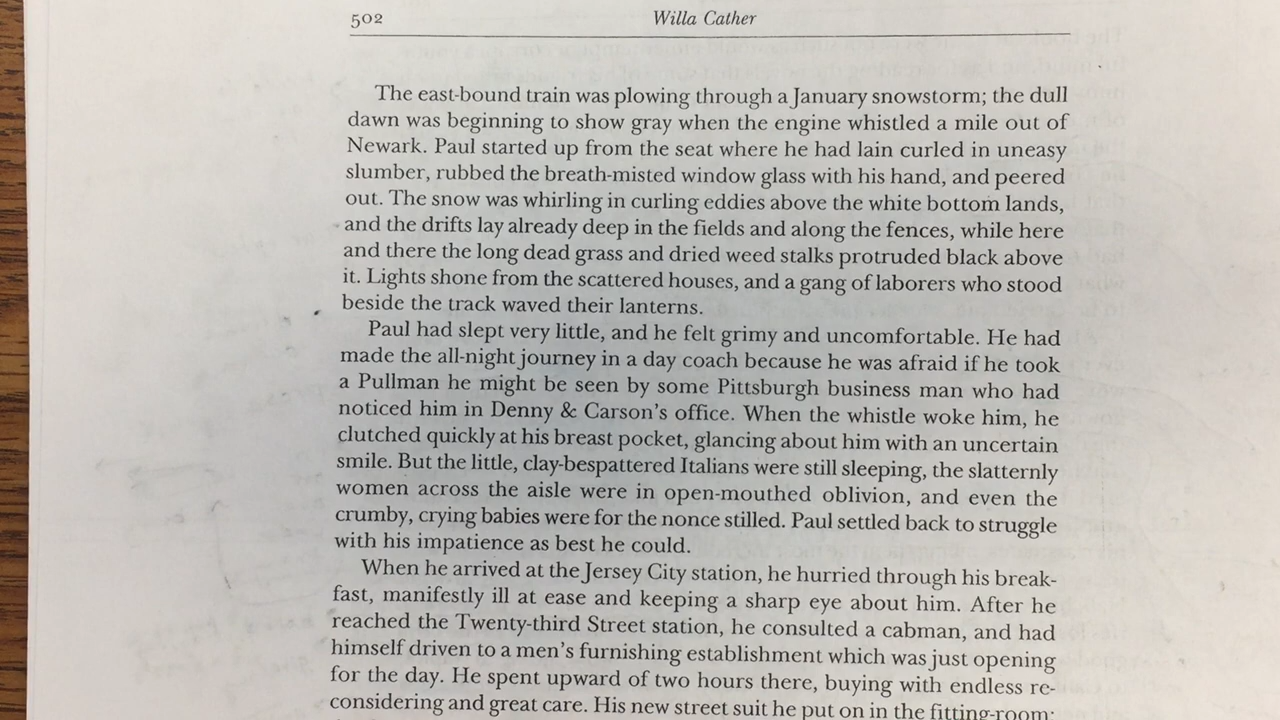 502
Willa Cather
The east-bound train was plowing through a January snowstorm; the dull
dawn was beginning to show gray when the engine whistled a mile out of
Newark. Paul started up from the seat where he had lain curled in uneasy
slumber, rubbed the breath-misted window glass with his hand, and peered
out. The snow was whirling in curling eddies above the white bottom lands,
and the drifts lay already deep in the fields and along the fences, while here
and there the long dead grass and dried weed stalks protruded black above
it. Lights shone from the scattered houses, and a gang of laborers who stood
beside the track waved their lanterns.
Paul had slept very little, and he felt grimy and uncomfortable. He had
made the all-night journey in a day coach because he was afraid if he took
a Pullman he might be seen by some Pittsburgh business man who had
noticed him in Denny & Carson's office. When the whistle woke him, he
clutched quickly at his breast pocket, glancing about him with an uncertain
smile. But the little, clay-bespattered Italians were still sleeping, the slatternly
women across the aisle were in open-mouthed oblivion, and even the
crumby, crying babies were for the nonce stilled. Paul settled back to struggle
with his impatience as best he could.
When he arrived at the Jersey City station, he hurried through his break-
fast, manifestly ill at ease and keeping a sharp eye about him. After he
reached the Twenty-third Street station, he consulted a cabman, and had
himself driven to a men's furnishing establishment which was just opening
for the day. He spent upward of two hours there, buying with endless re-
considering and great care. His new street suit he put on in the fitting-room;